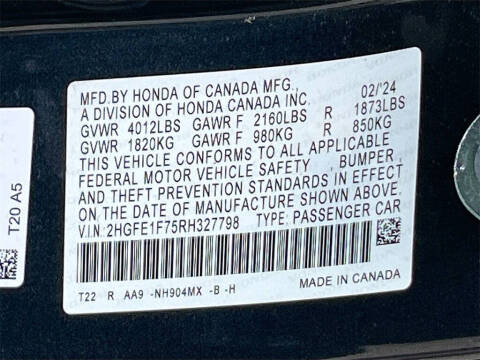 MFD.BY HONDA OF CANADA MFG., 02/'24
A DIVISION OF HONDA CANADA INC.
GVWR 4012LBS GAWR F 2160LBS R 1873LBS
GVWR 1820KG GAWR F 980KG R 850KG
THIS VEHICLE CONFORMS TO ALL APPLICABLE
FEDERAL MOTOR VEHICLE SAFETY, BUMPER,
AND THEFT PREVENTION STANDARDS IN EFFECT
ON THE DATE OF MANUFACTURE SHOWN ABOVE.
V.I.N: 2HGFE1F75RH327798 TYPE: PASSENGER CAR
T22 R AA9 -NH904MX -B -H MADE IN CANADA
T20 A5